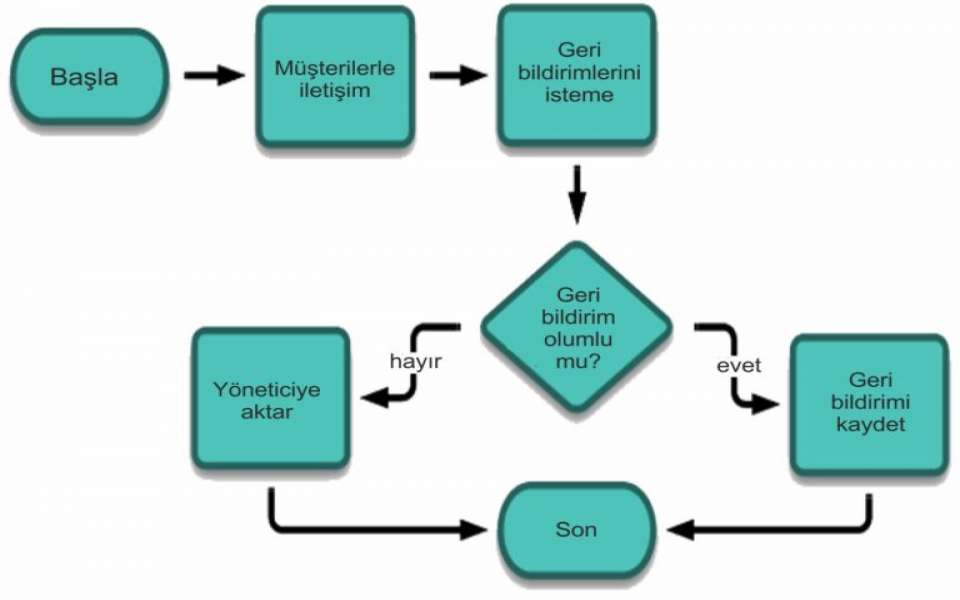 Başla
Müşterilerle
iletişim
Geri
bildirimlerini
isteme
Geri
bildirim
olumlu
mu?
hayır
evet
Yöneticiye
aktar
Geri
bildirimi
kaydet
Son